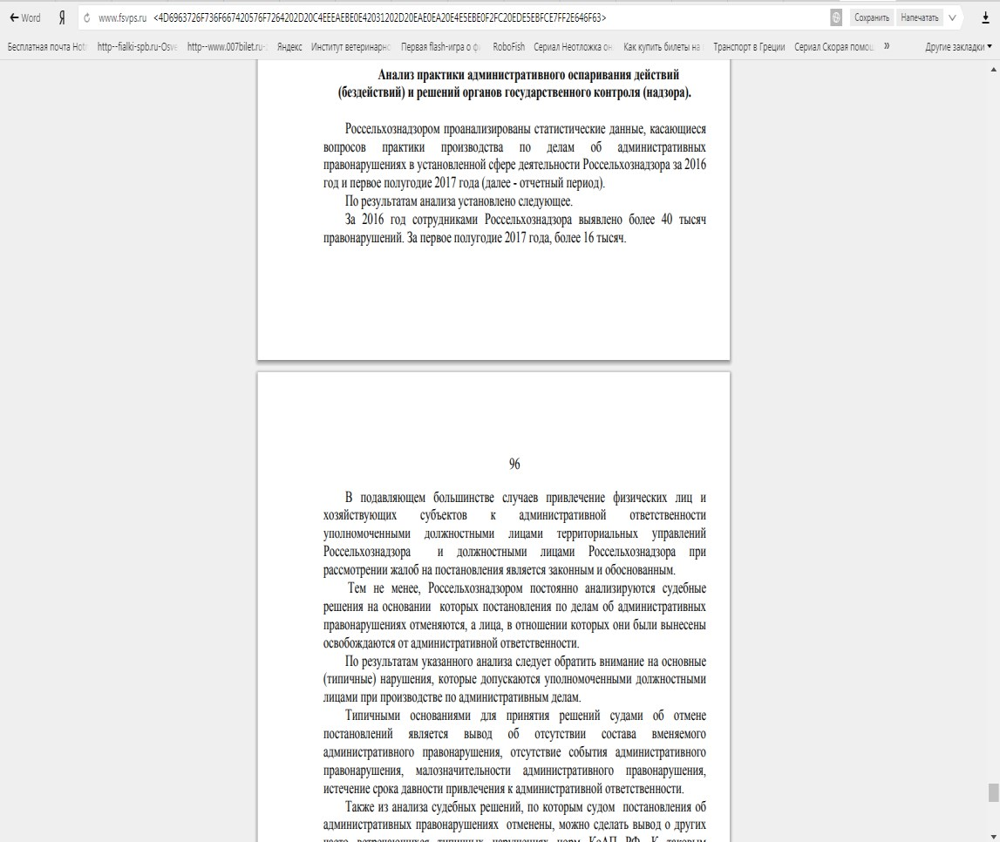 Word
Я
www.fsvps.ru <4D6963726F736F667420576F7264202D20C4EEEAEBE0E42031202D20EAE0EA20E4E5EBE0F2FC20EDE5EBFCE7FF2E646F63>
Сохранить
Напечатать
Бесплатная почта Hot
http--fialki-spb.ru-Osve
http--www.007bilet.ru-
Яндекс
Институт ветеринарно
Первая flash-игра о ф
RoboFish
Сериал Неотложка он
Как купить билеты на
Транспорт в Греции
Сериал Скорая помощ
»
Другие закладки
Анализ практики административного оспаривания действий
(бездействий) и решений органов государственного контроля (надзора).
Россельхознадзором проанализированы статистические данные, касающиеся
вопросов практики производства по делам об административных
правонарушениях в установленной сфере деятельности Россельхознадзора за 2016
год и первое полугодие 2017 года (далее - отчетный период).
По результатам анализа установлено следующее.
За 2016 год сотрудниками Россельхознадзора выявлено более 40 тысяч
правонарушений. За первое полугодие 2017 года, более 16 тысяч.
96
В подавляющем большинстве случаев привлечение физических лиц и
хозяйствующих субъектов к административной ответственности
уполномоченными должностными лицами территориальных управлений
Россельхознадзора и должностными лицами Россельхознадзора при
рассмотрении жалоб на постановления является законным и обоснованным.
Тем не менее, Россельхознадзором постоянно анализируются судебные
решения на основании которых постановления по делам об административных
правонарушениях отменяются, а лица, в отношении которых они были вынесены
освобождаются от административной ответственности.
По результатам указанного анализа следует обратить внимание на основные
(типичные) нарушения, которые допускаются уполномоченными должностными
лицами при производстве по административным делам.
Типичными основаниями для принятия решений судами об отмене
постановлений является вывод об отсутствии состава вменяемого
административного правонарушения, отсутствие события административного
правонарушения, малозначительности административного правонарушения,
истечение срока давности привлечения к административной ответственности.
Также из анализа судебных решений, по которым судом постановления об
административных правонарушениях отменены, можно сделать вывод о других
часто встречающихся типичных нарушениях норм КоАП РФ. К таковым